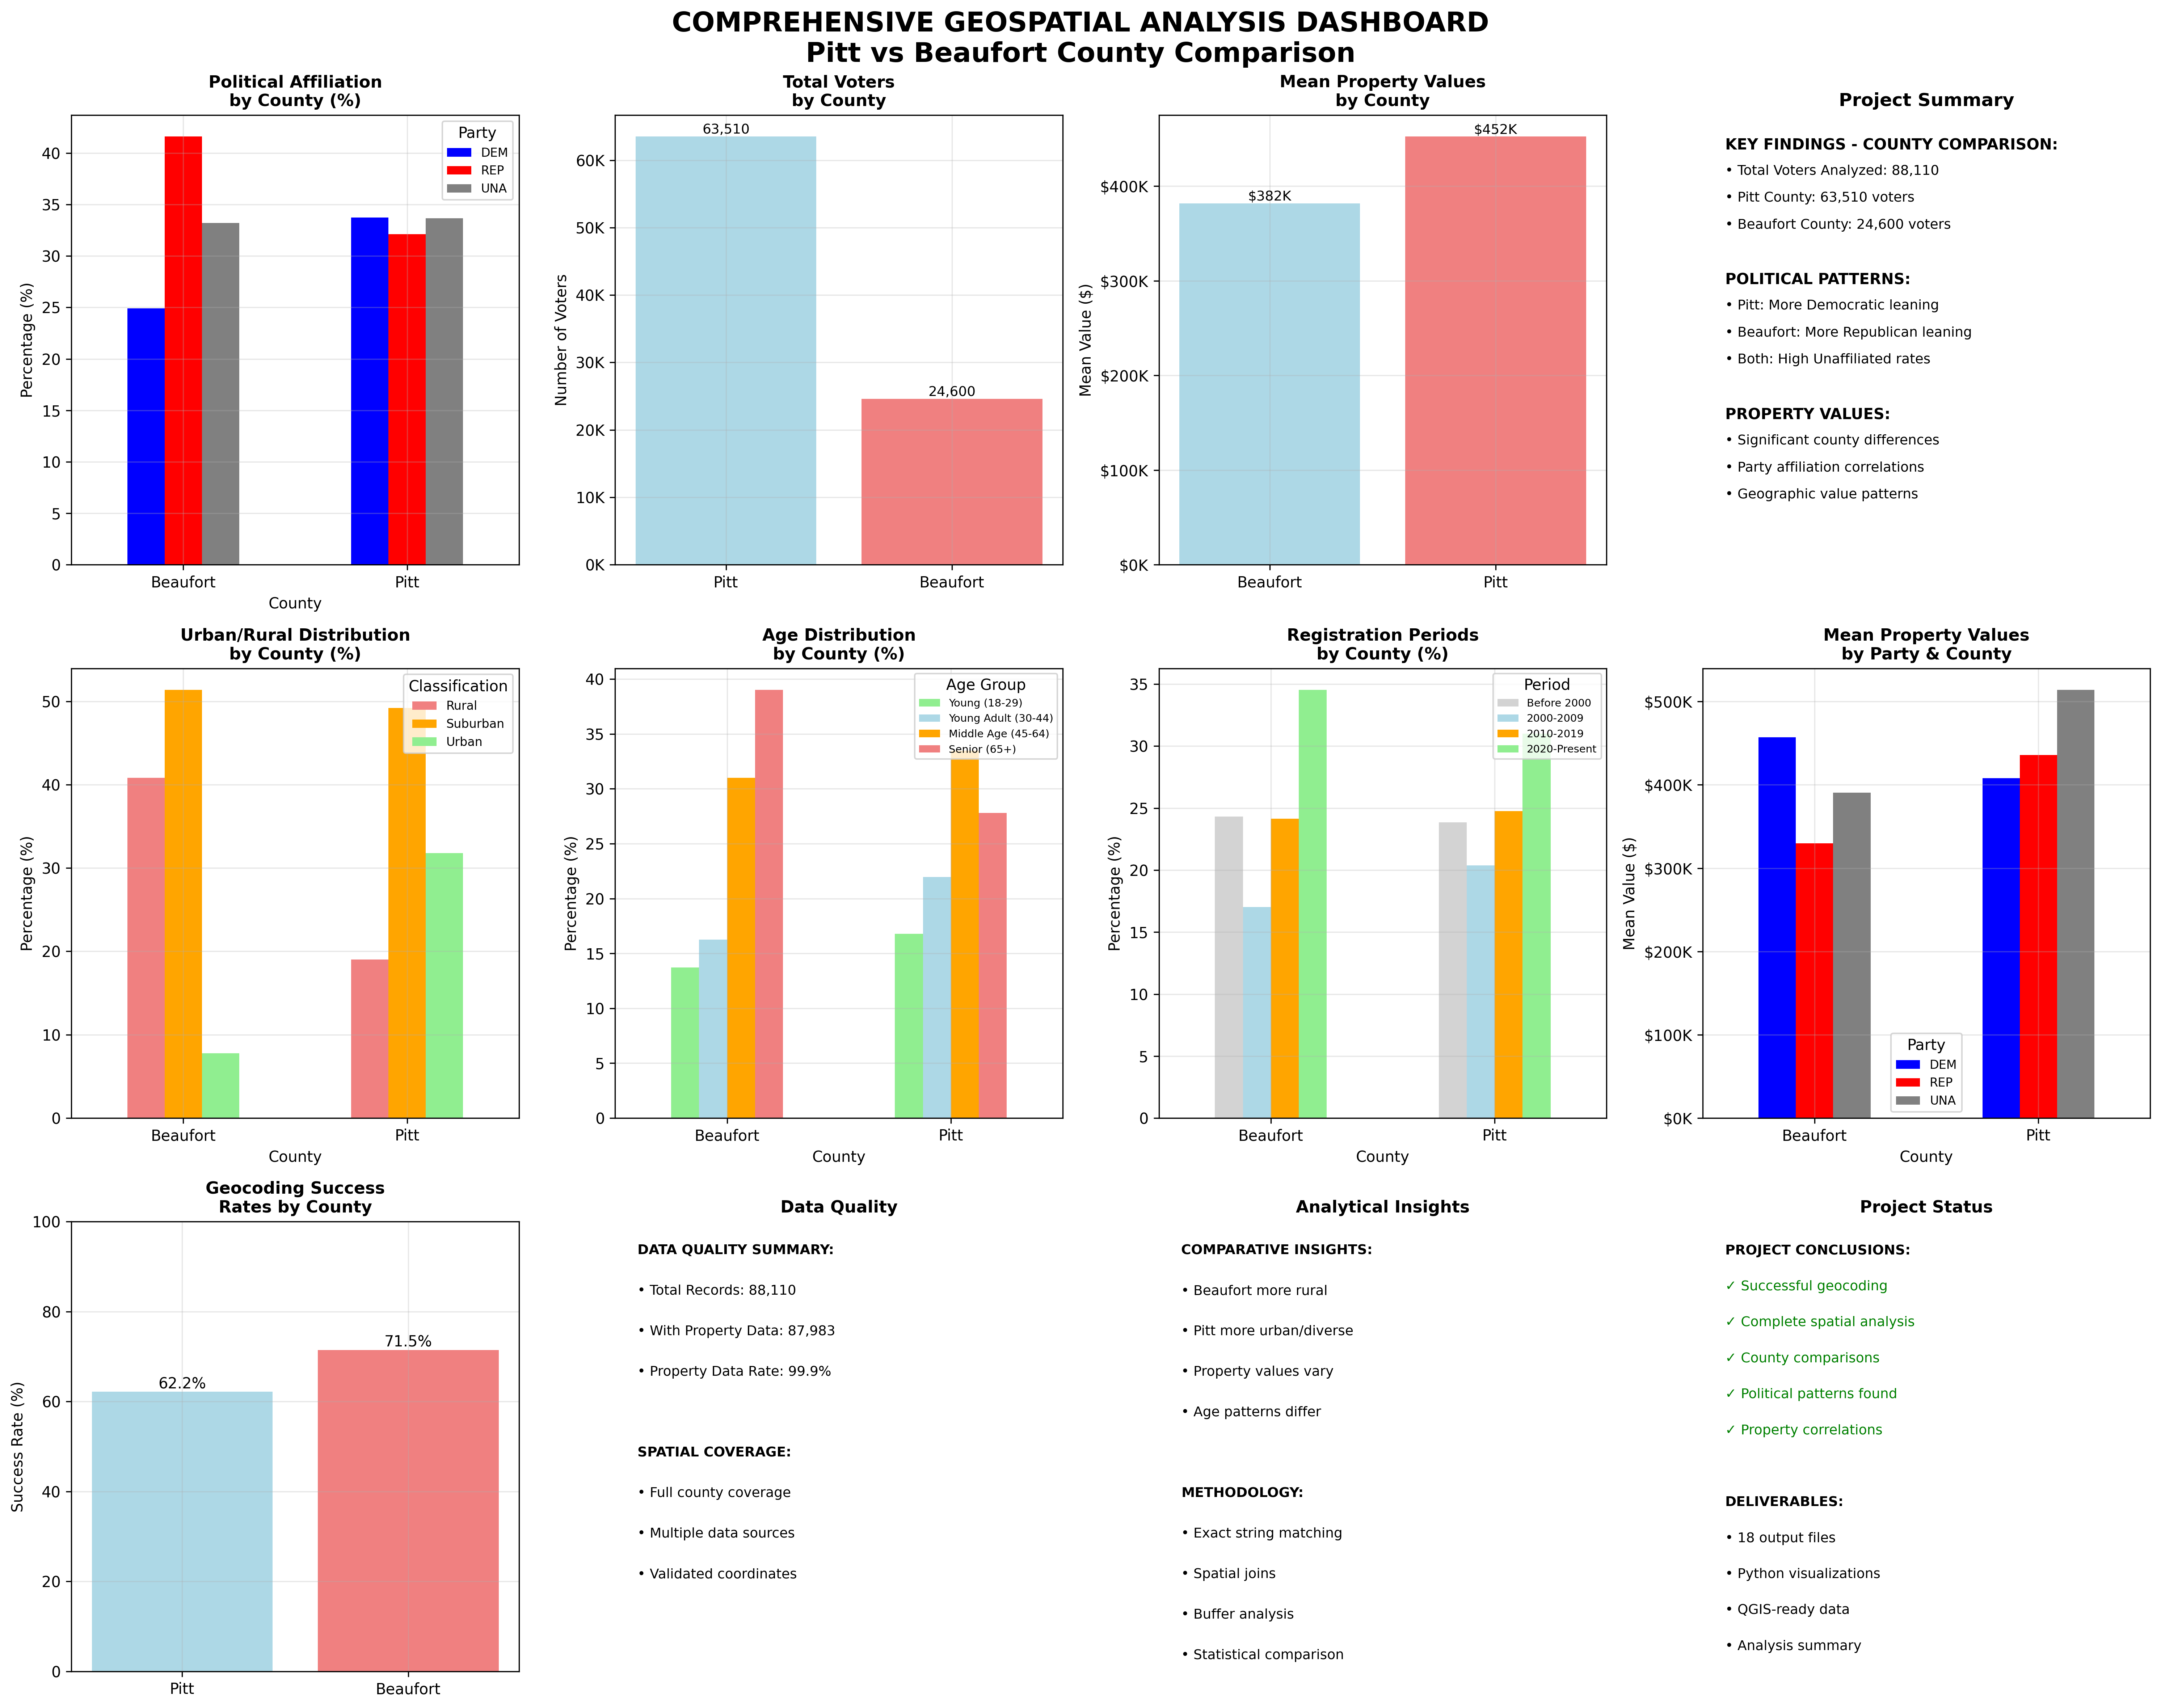 COMPREHENSIVE GEOSPATIAL ANALYSIS DASHBOARD
Pitt vs Beaufort County Comparison
Political Affiliation
by County (%)
Percentage (%)
40
35
30
25
20
15
10
5
0
Party
DEM
REP
UNA
Beaufort
Pitt
County
Total Voters
by County
Number of Voters
60K
50K
40K
30K
20K
10K
0K
63,510
24,600
Pitt
Beaufort
Mean Property Values
by County
Mean Value ($)
$400K
$300K
$200K
$100K
$0K
$382K
$452K
Beaufort
Pitt
Project Summary
KEY FINDINGS - COUNTY COMPARISON:
• Total Voters Analyzed: 88,110
• Pitt County: 63,510 voters
• Beaufort County: 24,600 voters
POLITICAL PATTERNS:
• Pitt: More Democratic leaning
• Beaufort: More Republican leaning
• Both: High Unaffiliated rates
PROPERTY VALUES:
• Significant county differences
• Party affiliation correlations
• Geographic value patterns
Urban/Rural Distribution
by County (%)
Percentage (%)
50
40
30
20
10
0
Classification
Rural
Suburban
Urban
Beaufort
Pitt
County
Age Distribution
by County (%)
Percentage (%)
40
35
30
25
20
15
10
5
0
Age Group
Young (18-29)
Young Adult (30-44)
Middle Age (45-64)
Senior (65+)
Beaufort
Pitt
County
Registration Periods
by County (%)
Percentage (%)
35
30
25
20
15
10
5
0
Period
Before 2000
2000-2009
2010-2019
2020-Present
Beaufort
Pitt
County
Mean Property Values
by Party & County
Mean Value ($)
$500K
$400K
$300K
$200K
$100K
$0K
Party
DEM
REP
UNA
Beaufort
Pitt
County
Geocoding Success
Rates by County
Success Rate (%)
100
80
60
40
20
0
62.2%
71.5%
Pitt
Beaufort
Data Quality
DATA QUALITY SUMMARY:
• Total Records: 88,110
• With Property Data: 87,983
• Property Data Rate: 99.9%
SPATIAL COVERAGE:
• Full county coverage
• Multiple data sources
• Validated coordinates
Analytical Insights
COMPARATIVE INSIGHTS:
• Beaufort more rural
• Pitt more urban/diverse
• Property values vary
• Age patterns differ
METHODOLOGY:
• Exact string matching
• Spatial joins
• Buffer analysis
• Statistical comparison
Project Status
PROJECT CONCLUSIONS:
✓ Successful geocoding
✓ Complete spatial analysis
✓ County comparisons
✓ Political patterns found
✓ Property correlations
DELIVERABLES:
• 18 output files
• Python visualizations
• QGIS-ready data
• Analysis summary